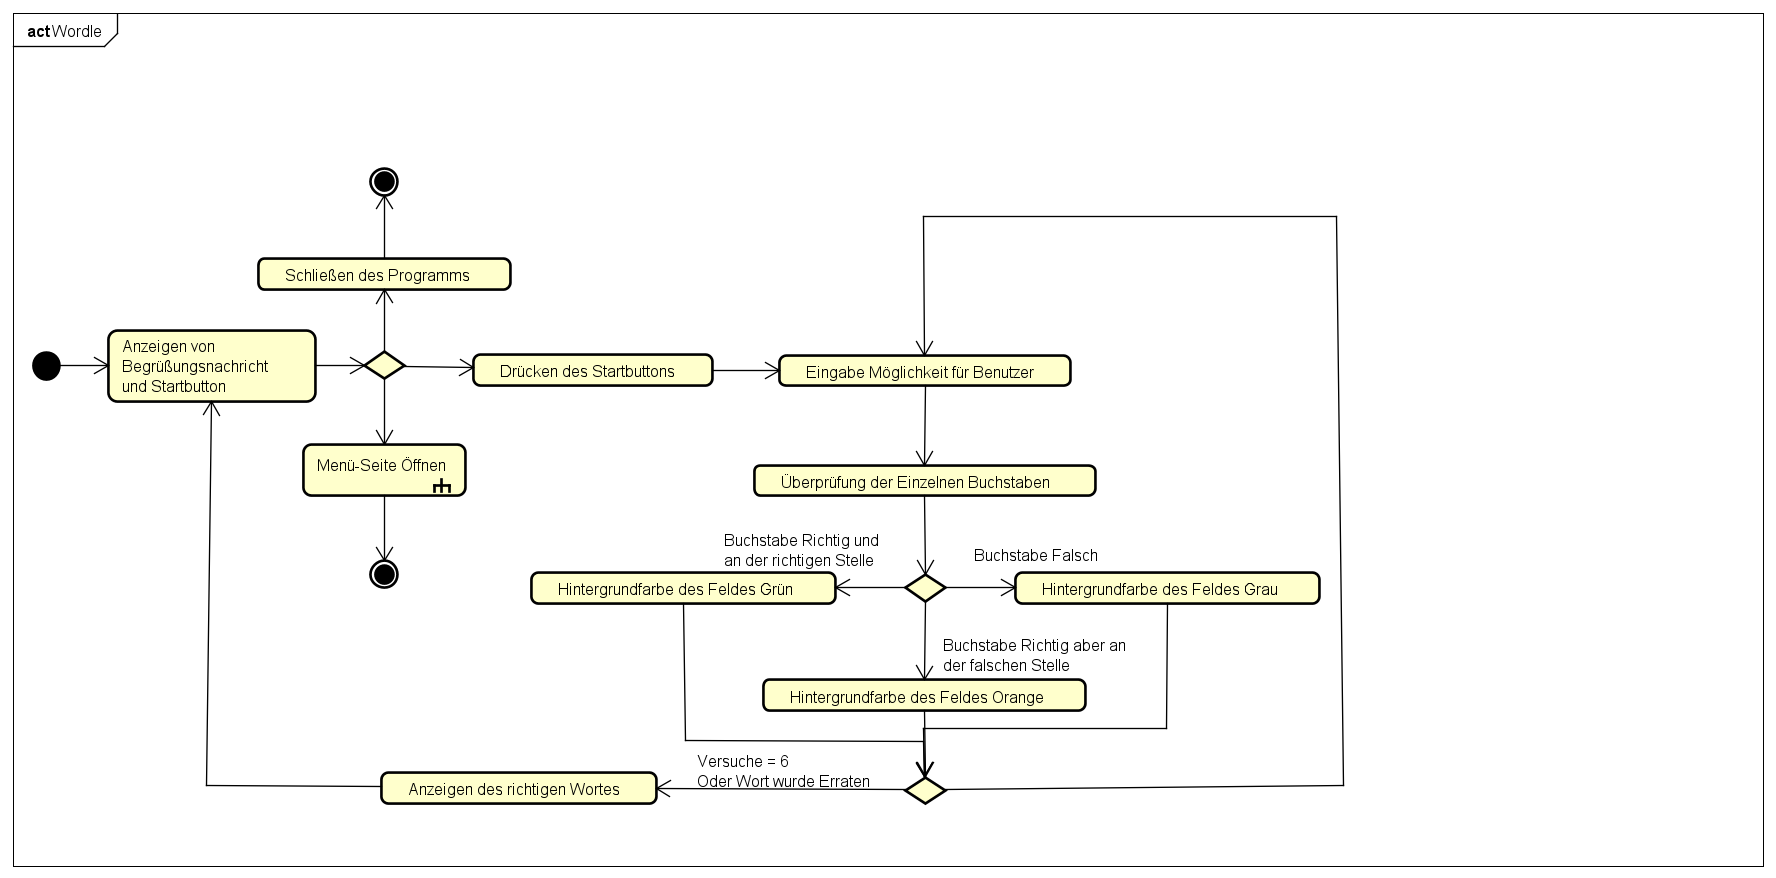 actWordle
Schließen des Programms
Anzeigen von
Begrüßungsnachricht
und Startbutton
Drücken des Startbuttons
Eingabe Möglichkeit für Benutzer
Menü-Seite Öffnen
Überprüfung der Einzelnen Buchstaben
Buchstabe Richtig und
an der richtigen Stelle
Buchstabe Falsch
Hintergrundfarbe des Feldes Grün
Hintergrundfarbe des Feldes Grau
Buchstabe Richtig aber an
der falschen Stelle
Hintergrundfarbe des Feldes Orange
Versuche = 6
Oder Wort wurde Erraten
Anzeigen des richtigen Wortes